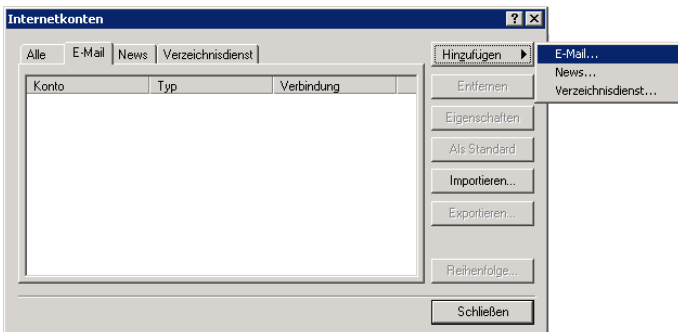 Internetkonten
Alle E-Mail News Verzeichnisdienst
Konto Typ Verbindung
Hinzufügen
E-Mail...
News...
Verzeichnisdienst...
Entfernen
Eigenschaften
Als Standard
Importieren...
Exportieren...
Reihenfolge...
Schließen